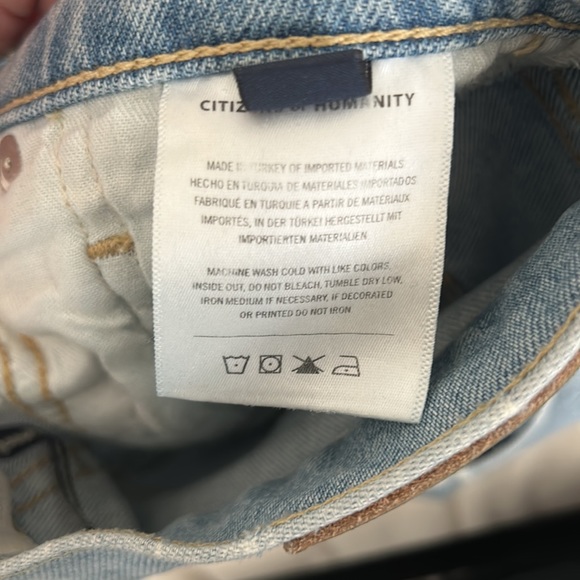 CITIZENS of HUMANITY
MADE IN TURKEY OF IMPORTED MATERIALS
HECHO EN TURQUIA DE MATERIALES IMPORTADOS
FABRIQUÉ EN TURQUIE A PARTIR DE MATÉRIAUX
IMPORTÉS, IN DER TÜRKEI HERGESTELLT MIT
IMPORTIERTEN MATERIALIEN
MACHINE WASH COLD WITH LIKE COLORS,
INSIDE OUT, DO NOT BLEACH, TUMBLE DRY LOW,
IRON MEDIUM IF NECESSARY, IF DECORATED
OR PRINTED DO NOT IRON